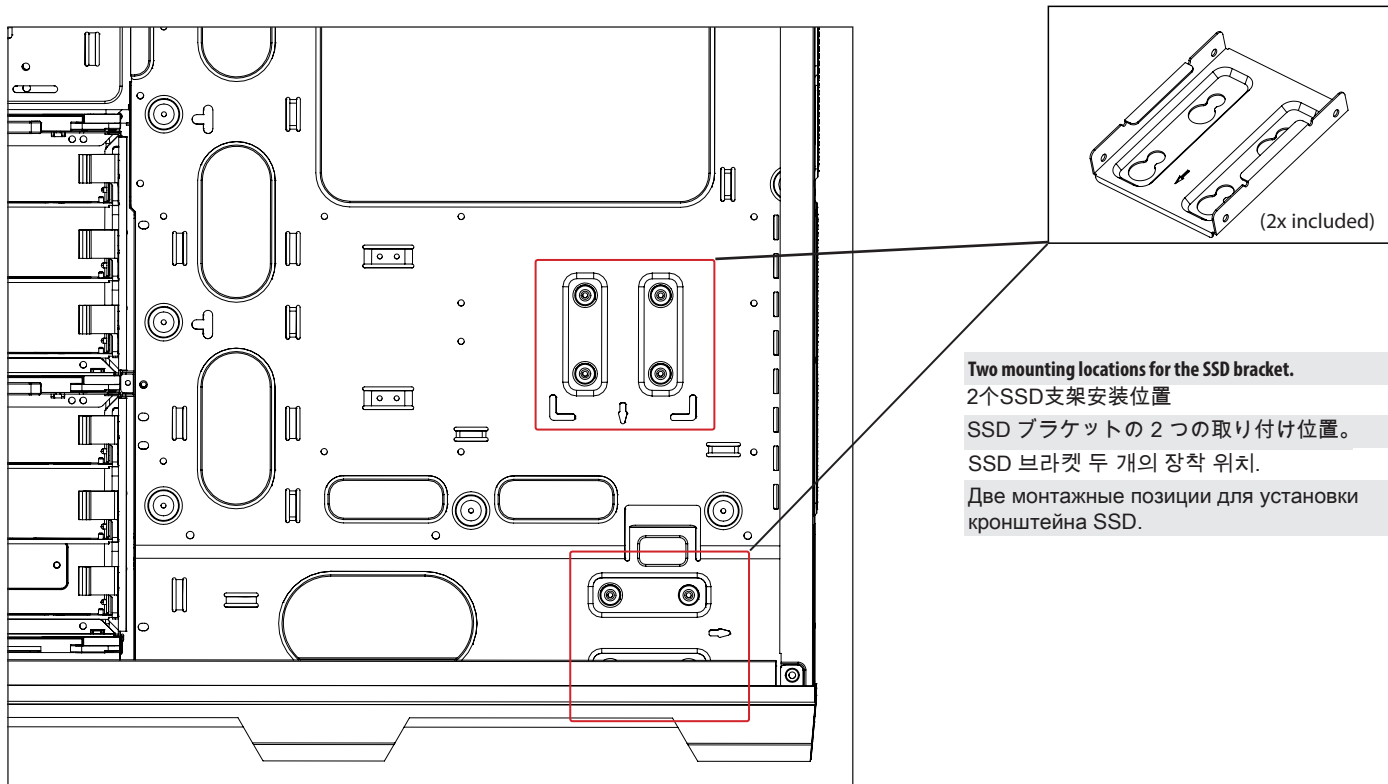 (2x included)
Two mounting locations for the SSD bracket.
2个SSD支架安装位置
SSD ブラケットの 2 つの取り付け位置。
SSD 브라켓 두 개의 장착 위치.
Две монтажные позиции для установки
кронштейна SSD.